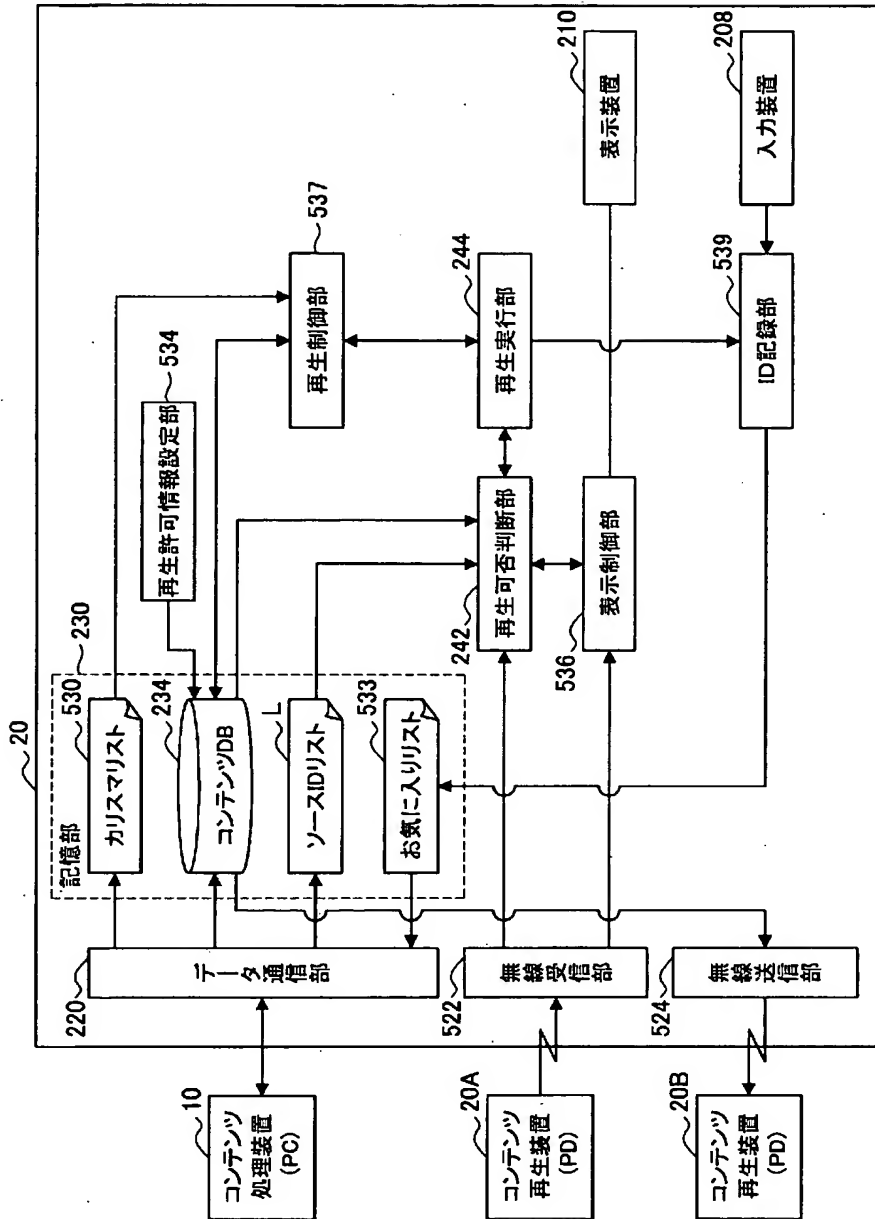 20
230
記憶部
530
カリスマリスト
234
コンテンツDB
L
ソースIDリスト
533
お気に入りリスト
534
再生許可情報設定部
537
再生制御部
220
データ通信部
242
再生可否判断部
244
再生実行部
210
表示装置
522
無線受信部
536
表示制御部
524
無線送信部
539
ID記録部
208
入力装置
10
コンテンツ
処理装置
(PC)
20A
コンテンツ
再生装置
(PD)
20B
コンテンツ
再生装置
(PD)